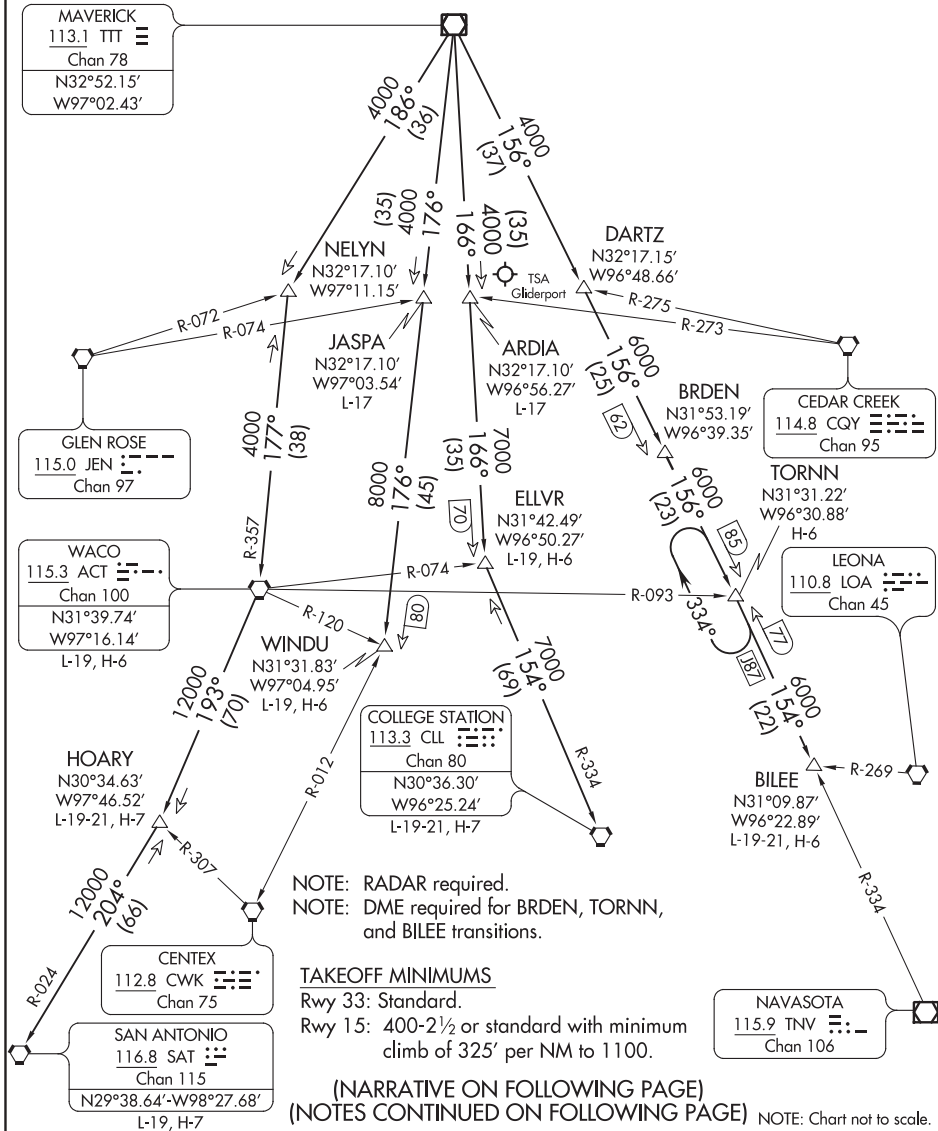 MAVERICK
113.1 TTT
Chan 78
N32°52.15'
W97°02.43'
4000
186°
(36)
(35)
4000
176°
(35)
4000
166°
4000
156°
(37)
NELYN
N32°17.10'
W97°11.15'
TSA
Gliderport
DARTZ
N32°17.15'
W96°48.66'
R-072
R-074
R-275
R-273
JASPA
N32°17.10'
W97°03.54'
L-17
ARDIA
N32°17.10'
W96°56.27'
L-17
6000
156°
(25)
BRDEN
N31°53.19'
W96°39.35'
62
CEDAR CREEK
114.8 CQY
Chan 95
GLEN ROSE
115.0 JEN
Chan 97
4000
177°
(38)
8000
176°
(45)
7000
166°
(35)
70
ELLVR
N31°42.49'
W96°50.27'
L-19, H-6
6000
156°
(23)
85
TORNN
N31°31.22'
W96°30.88'
H-6
R-357
WACO
115.3 ACT
Chan 100
N31°39.74'
W97°16.14'
L-19, H-6
R-074
R-093
R-120
LEONA
110.8 LOA
Chan 45
80
WINDU
N31°31.83'
W97°04.95'
L-19, H-6
334°
77
J87
6000
154°
(22)
7000
154°
(69)
12000
193°
(70)
COLLEGE STATION
113.3 CLL
Chan 80
N30°36.30'
W96°25.24'
L-19-21, H-7
R-334
HOARY
N30°34.63'
W97°46.52'
L-19-21, H-7
R-012
R-269
BILEE
N31°09.87'
W96°22.89'
L-19-21, H-6
R-307
12000
204°
(66)
R-024
R-334
NOTE: RADAR required.
NOTE: DME required for BRDEN, TORNN,
and BILEE transitions.
CENTEX
112.8 CWK
Chan 75
TAKEOFF MINIMUMS
Rwy 33: Standard.
Rwy 15: 400-2½ or standard with minimum
climb of 325' per NM to 1100.
NAVASOTA
115.9 TNV
Chan 106
SAN ANTONIO
116.8 SAT
Chan 115
N29°38.64'-W98°27.68'
L-19, H-7
(NARRATIVE ON FOLLOWING PAGE)
(NOTES CONTINUED ON FOLLOWING PAGE)
NOTE: Chart not to scale.